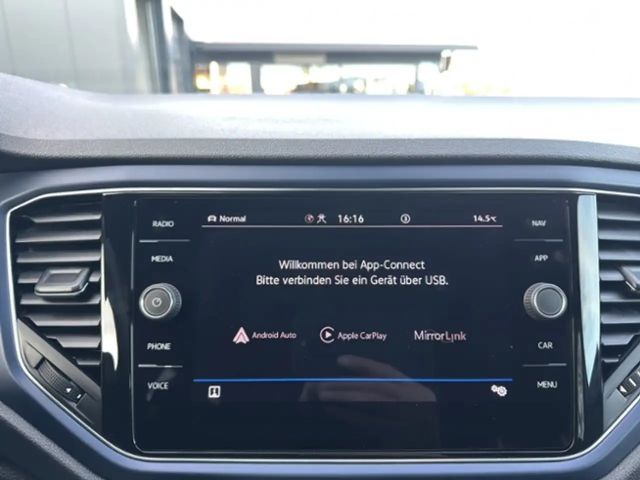 RADIO
MEDIA
PHONE
VOICE
Normal
16:16
14.5°C
Willkommen bei App-Connect
Bitte verbinden Sie ein Gerät über USB.
Android Auto
Apple CarPlay
MirrorLink
NAV
APP
CAR
MENU